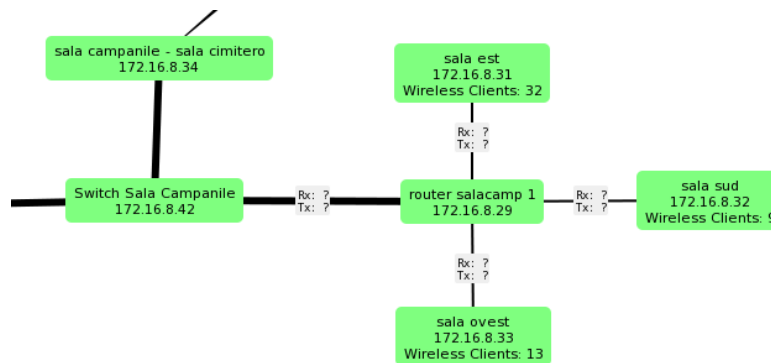 sala campanile - sala cimitero
172.16.8.34
sala est
172.16.8.31
Wireless Clients: 32
Rx: ?
Tx: ?
Switch Sala Campanile
172.16.8.42
Rx: ?
Tx: ?
router salacamp 1
172.16.8.29
Rx: ?
Tx: ?
sala sud
172.16.8.32
Wireless Clients:
Rx: ?
Tx: ?
sala ovest
172.16.8.33
Wireless Clients: 13